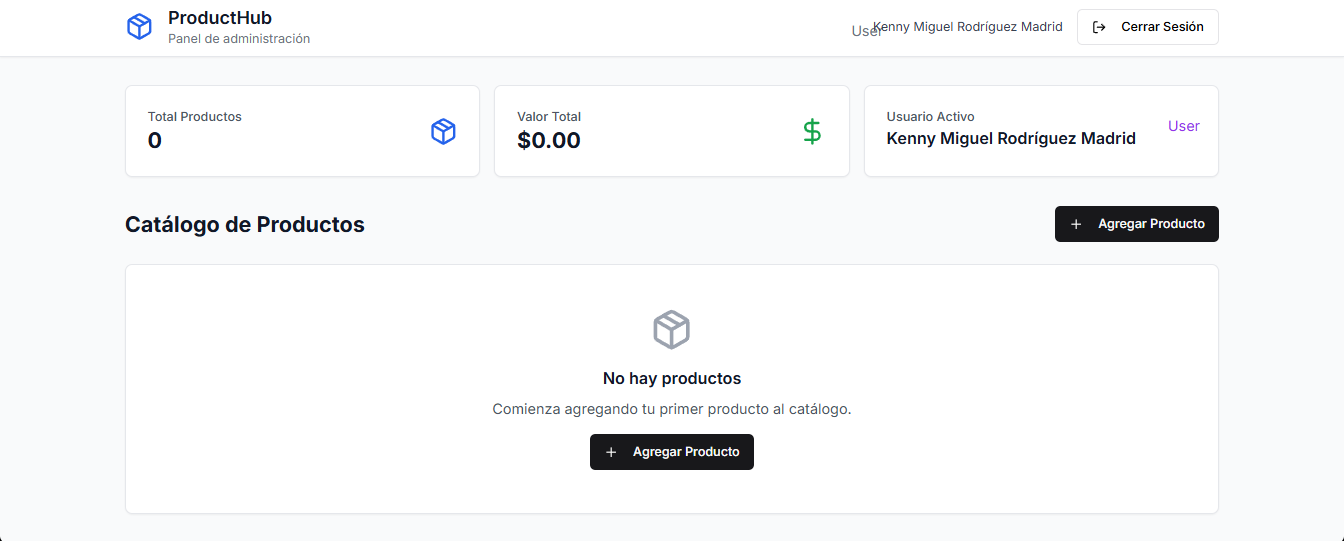 ProductHub
Panel de administración
User
Kenny Miguel Rodríguez Madrid
Cerrar Sesión
Total Productos
0
Valor Total
$0.00
Usuario Activo
Kenny Miguel Rodríguez Madrid
User
Catálogo de Productos
Agregar Producto
No hay productos
Comienza agregando tu primer producto al catálogo.
Agregar Producto